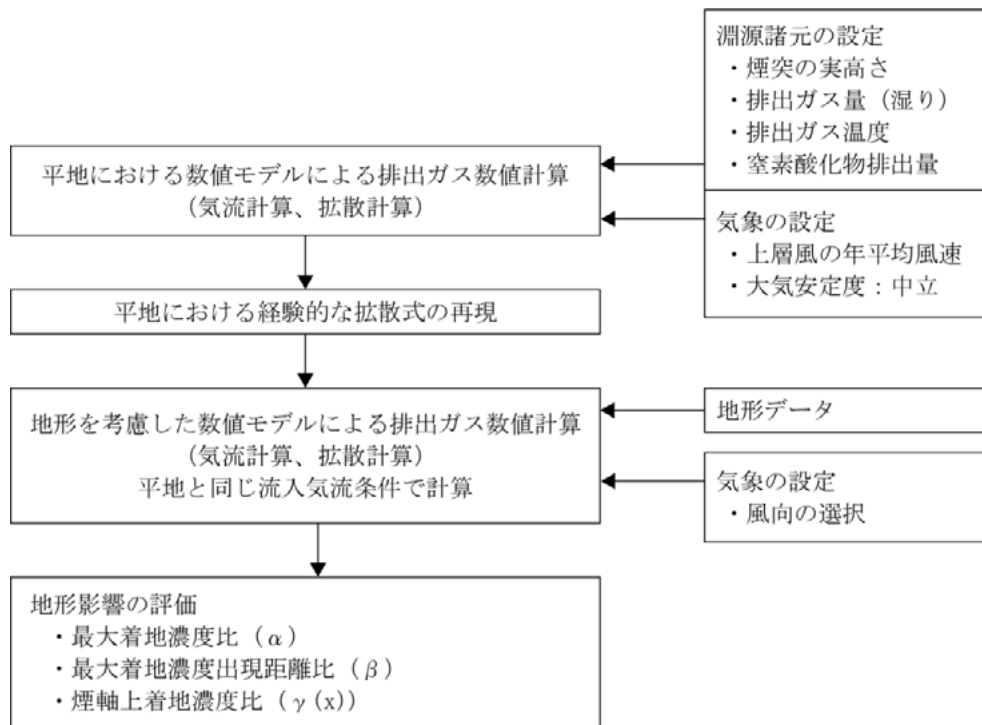 淵源諸元の設定
・煙突の実高さ
・排出ガス量（湿り）
・排出ガス温度
・窒素酸化物排出量
平地における数値モデルによる排出ガス数値計算
（気流計算、拡散計算）
気象の設定
・上層風の年平均風速
・大気安定度：中立
平地における経験的な拡散式の再現
地形を考慮した数値モデルによる排出ガス数値計算
（気流計算、拡散計算）
平地と同じ流入気流条件で計算
地形データ
気象の設定
・風向の選択
地形影響の評価
・最大着地濃度比（α）
・最大着地濃度出現距離比（β）
・煙軸上着地濃度比（γ(x)）